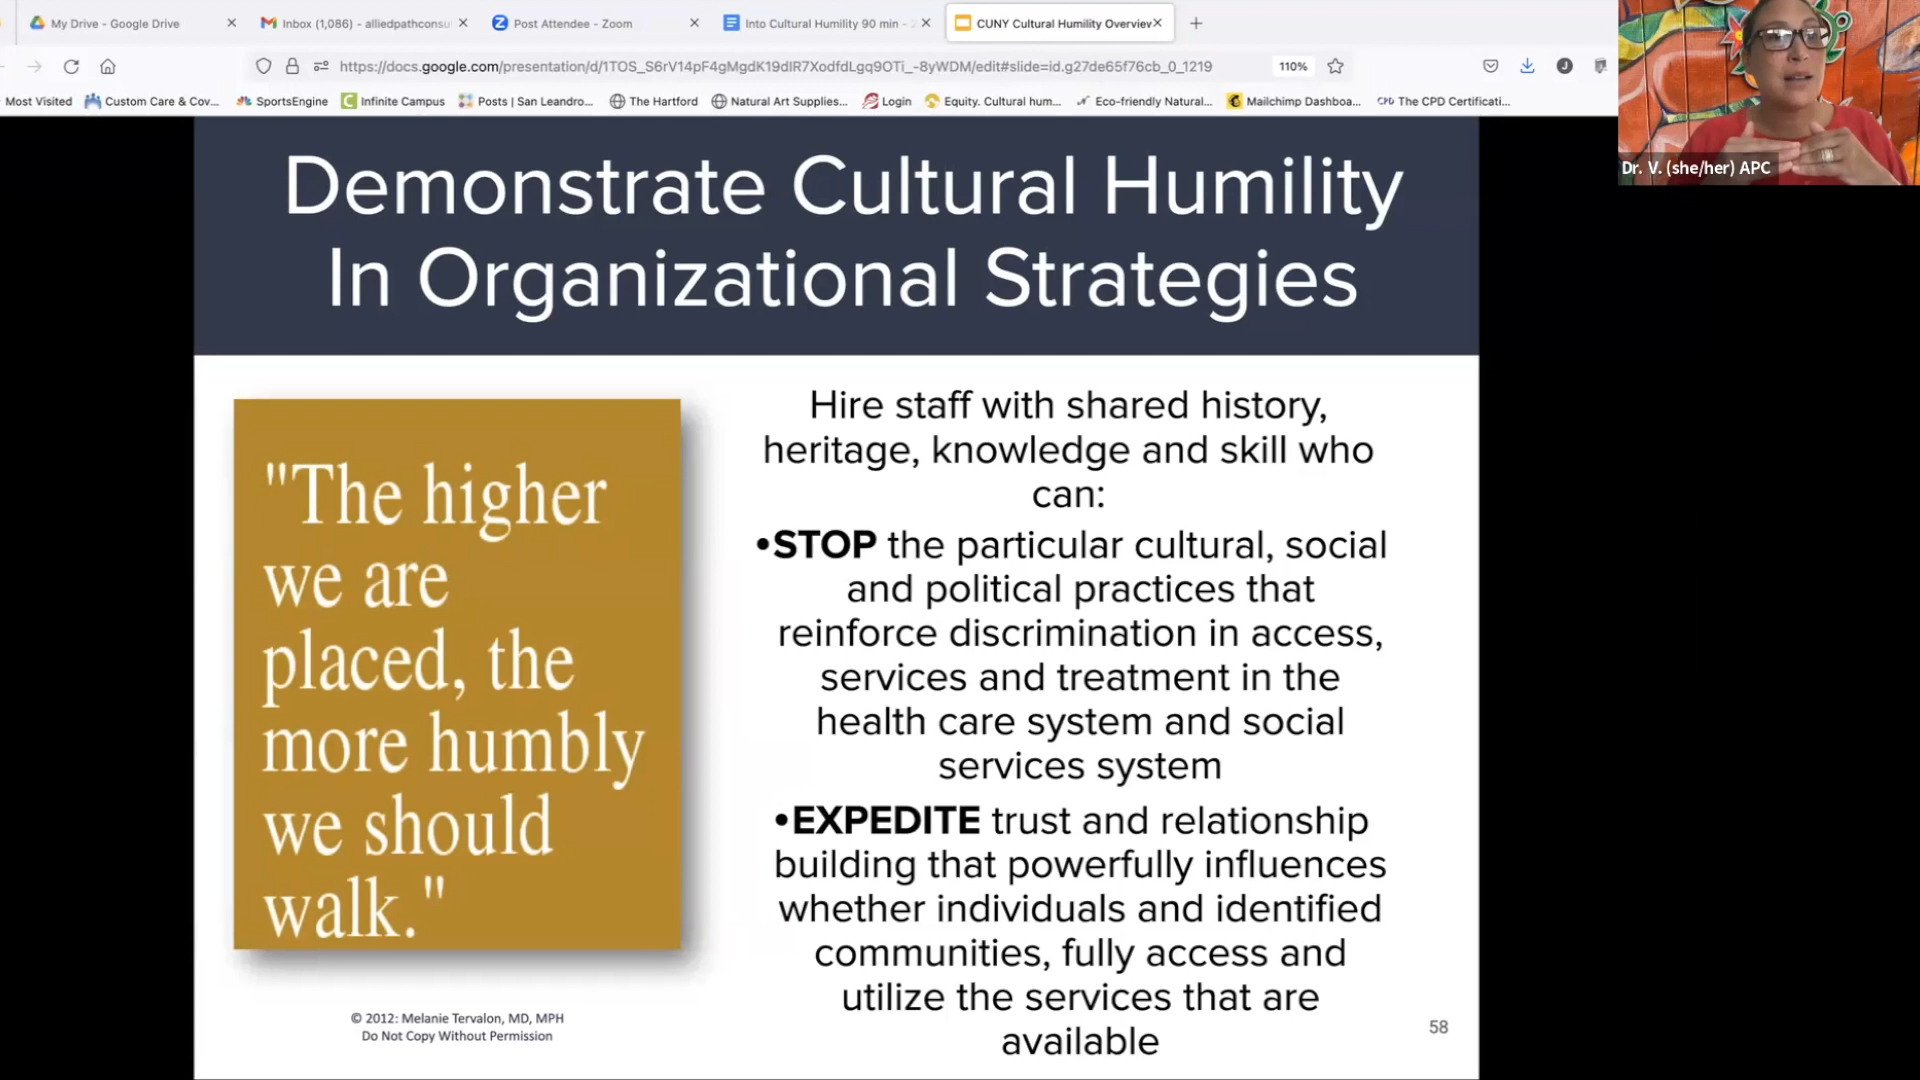 My Drive - Google Drive
Inbox (1,086) - alliedpathconsu
Post Attendee - Zoom
Into Cultural Humility 90 min -
CUNY Cultural Humility Overview
https://docs.google.com/presentation/d/1TOS_S6rV14pF4gMgdK19dIR7XodfdLgq9OTi_-8yWDM/edit#slide=id.g27de65f76cb_0_1219
110%
J
Most Visited
Custom Care & Cov...
SportsEngine
Infinite Campus
Posts | San Leandro...
The Hartford
Natural Art Supplies...
Login
Equity. Cultural hum...
Eco-friendly Natural...
Mailchimp Dashboa...
CPD The CPD Certificati...
Dr. V. (she/her) APC
Demonstrate Cultural Humility
In Organizational Strategies
"The higher
we are
placed, the
more humbly
we should
walk."
© 2012: Melanie Tervalon, MD, MPH
Do Not Copy Without Permission
Hire staff with shared history,
heritage, knowledge and skill who
can:
•STOP the particular cultural, social
and political practices that
reinforce discrimination in access,
services and treatment in the
health care system and social
services system
•EXPEDITE trust and relationship
building that powerfully influences
whether individuals and identified
communities, fully access and
utilize the services that are
available
58